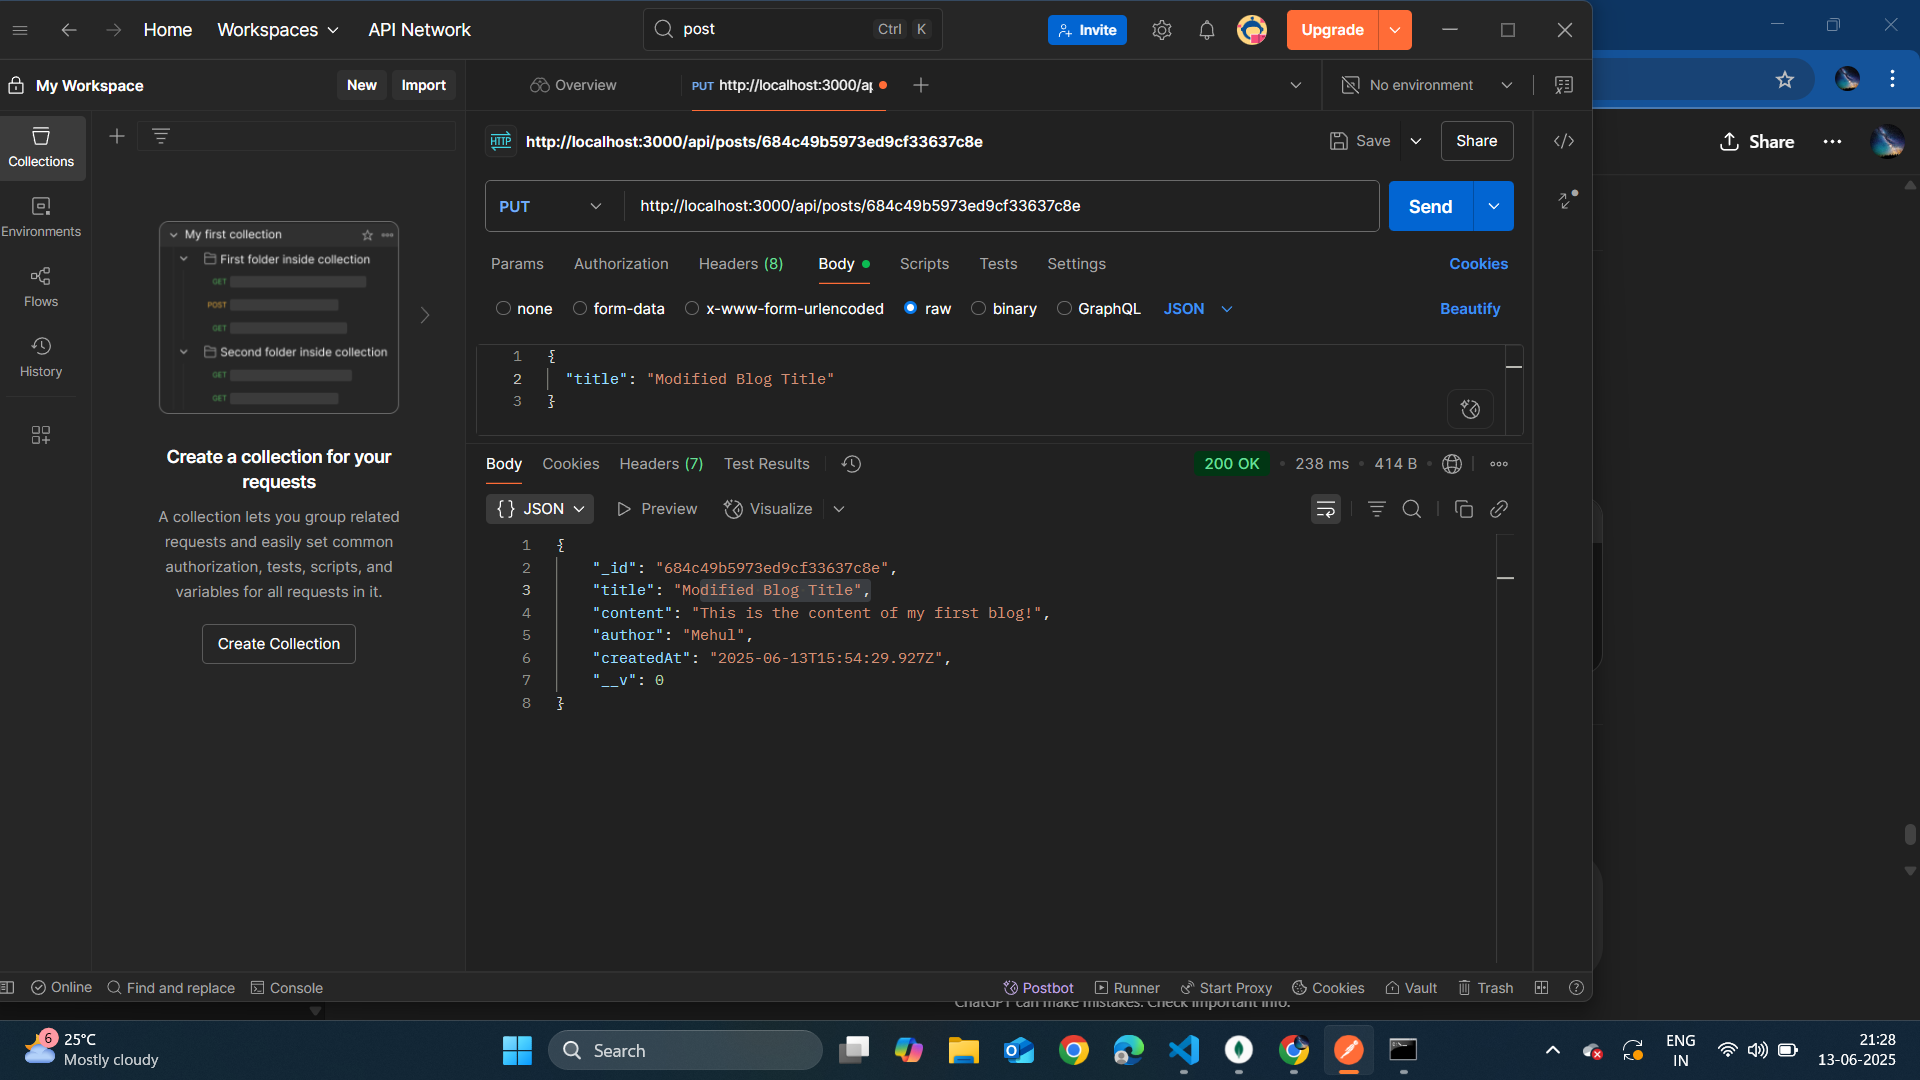 Home
Workspaces
API Network
post
Ctrl
K
Invite
Upgrade
My Workspace
New
Import
Overview
PUT http://localhost:3000/ap
No environment
Collections
Environments
Flows
History
My first collection
First folder inside collection
GET
POST
GET
Second folder inside collection
GET
GET
Create a collection for your
requests
A collection lets you group related
requests and easily set common
authorization, tests, scripts, and
variables for all requests in it.
Create Collection
HTTP http://localhost:3000/api/posts/684c49b5973ed9cf33637c8e
Save
Share
PUT
http://localhost:3000/api/posts/684c49b5973ed9cf33637c8e
Send
Params
Authorization
Headers (8)
Body
Scripts
Tests
Settings
Cookies
none
form-data
x-www-form-urlencoded
raw
binary
GraphQL
JSON
Beautify
1 {
2 "title": "Modified Blog Title"
3 }
Body
Cookies
Headers (7)
Test Results
200 OK
238 ms
414 B
{ } JSON
Preview
Visualize
1 {
2 "_id": "684c49b5973ed9cf33637c8e",
3 "title": "Modified Blog Title",
4 "content": "This is the content of my first blog!",
5 "author": "Mehul",
6 "createdAt": "2025-06-13T15:54:29.927Z",
7 "__v": 0
8 }
Share
Online
Find and replace
Console
Postbot
Runner
Start Proxy
Cookies
Vault
Trash
ChatGPT can make mistakes. Check important info.
6
25°C
Mostly cloudy
Search
ENG
IN
21:28
13-06-2025